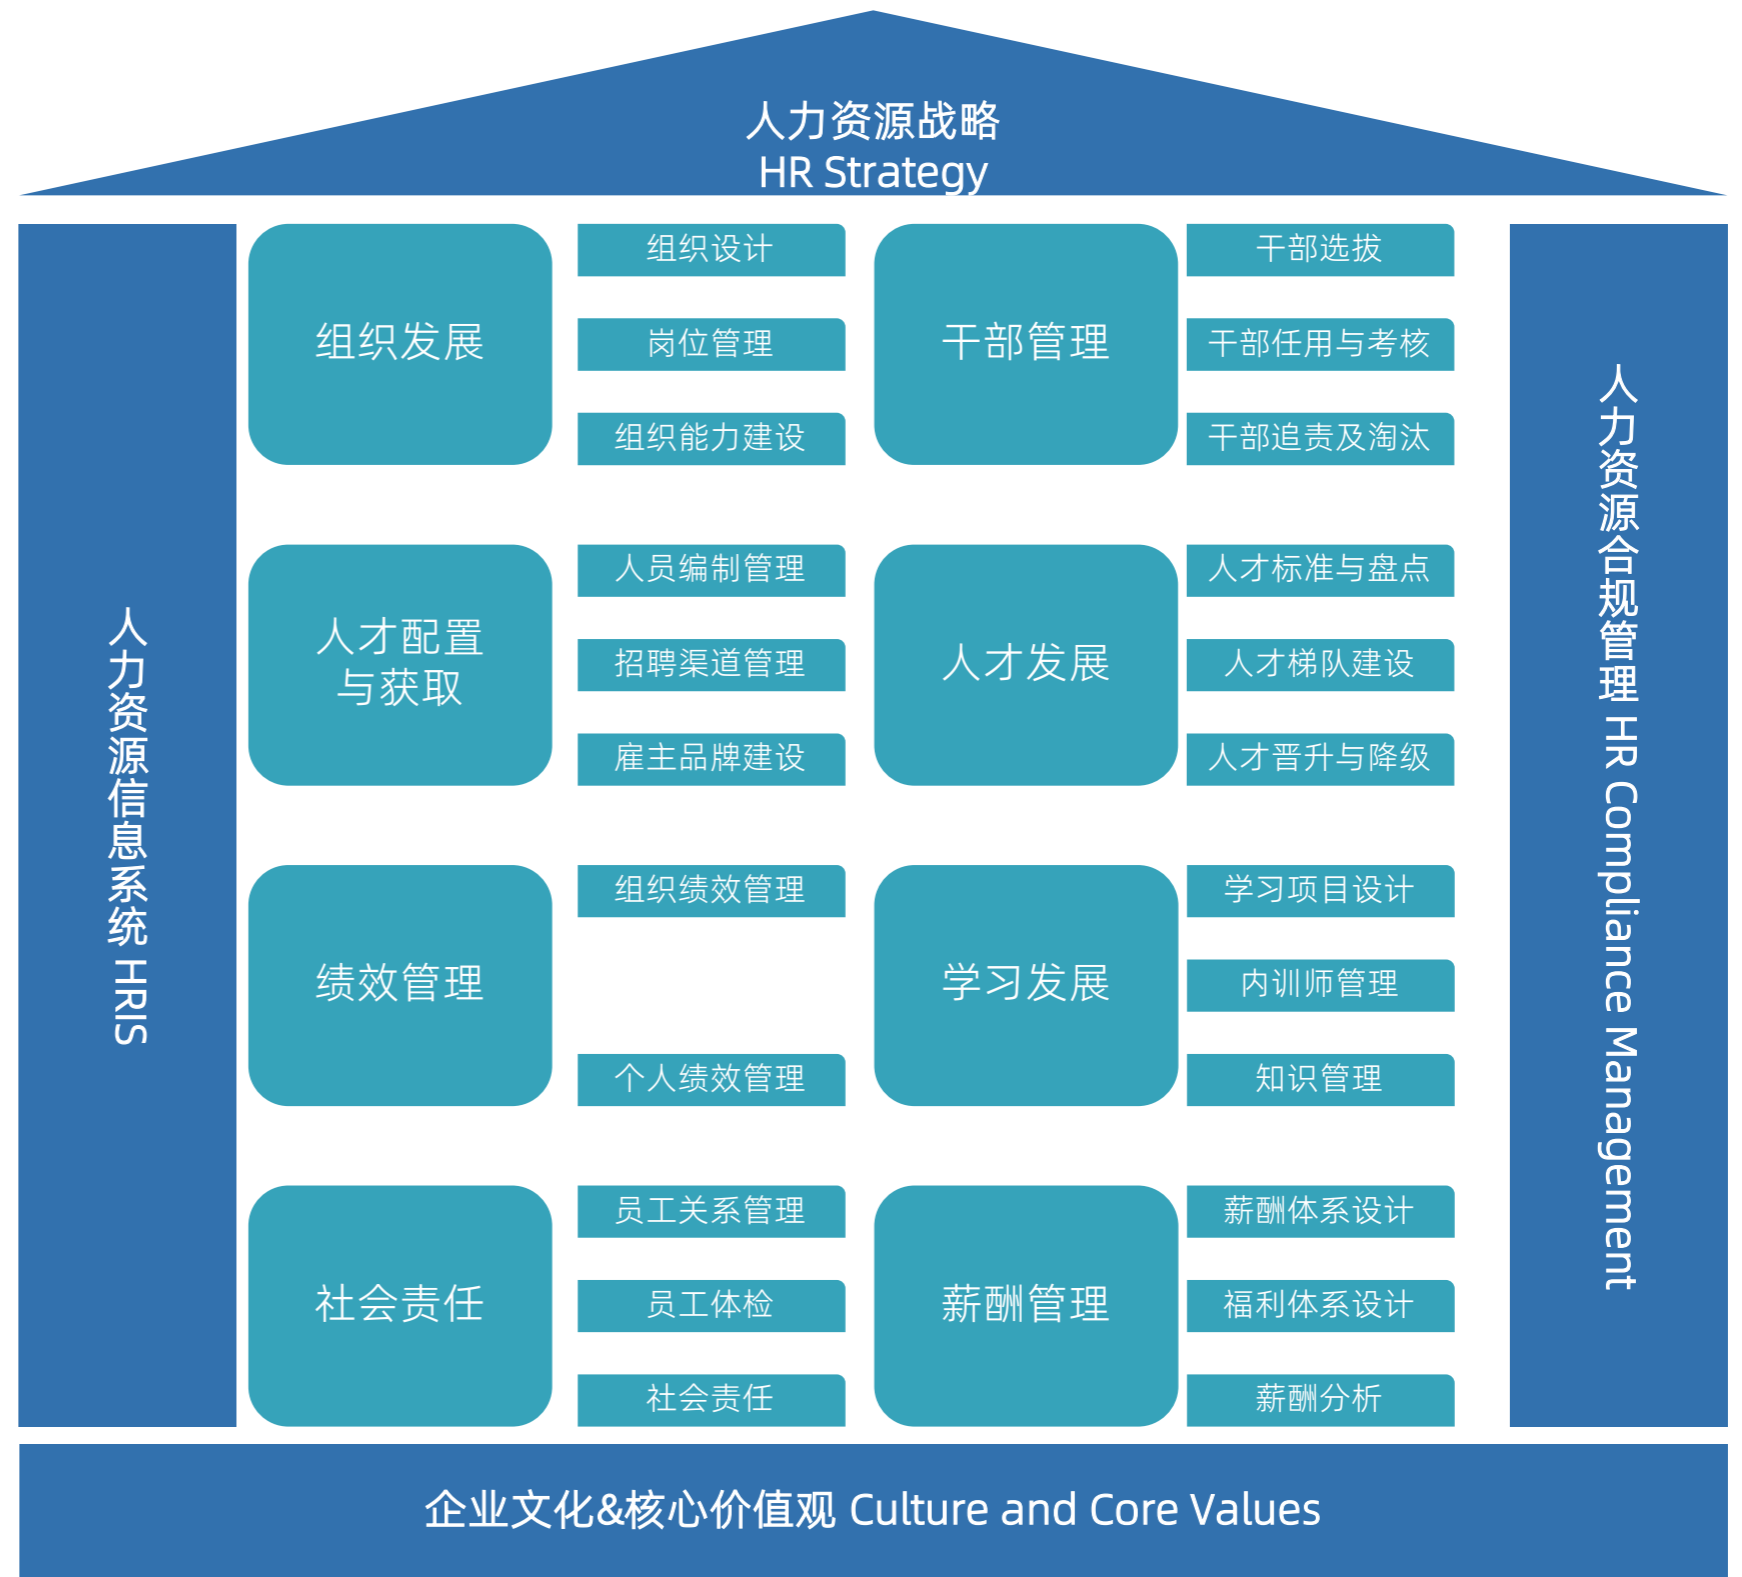 人力资源战略
HR Strategy
人力资源信息系统 HRIS
组织发展
组织设计
岗位管理
组织能力建设
干部管理
干部选拔
干部任用与考核
干部追责及淘汰
人才配置
与获取
人员编制管理
招聘渠道管理
雇主品牌建设
人才发展
人才标准与盘点
人才梯队建设
人才晋升与降级
绩效管理
组织绩效管理
个人绩效管理
学习发展
学习项目设计
内训师管理
知识管理
社会责任
员工关系管理
员工体检
社会责任
薪酬管理
薪酬体系设计
福利体系设计
薪酬分析
人力资源合规管理 HR Compliance Management
企业文化&核心价值观 Culture and Core Values